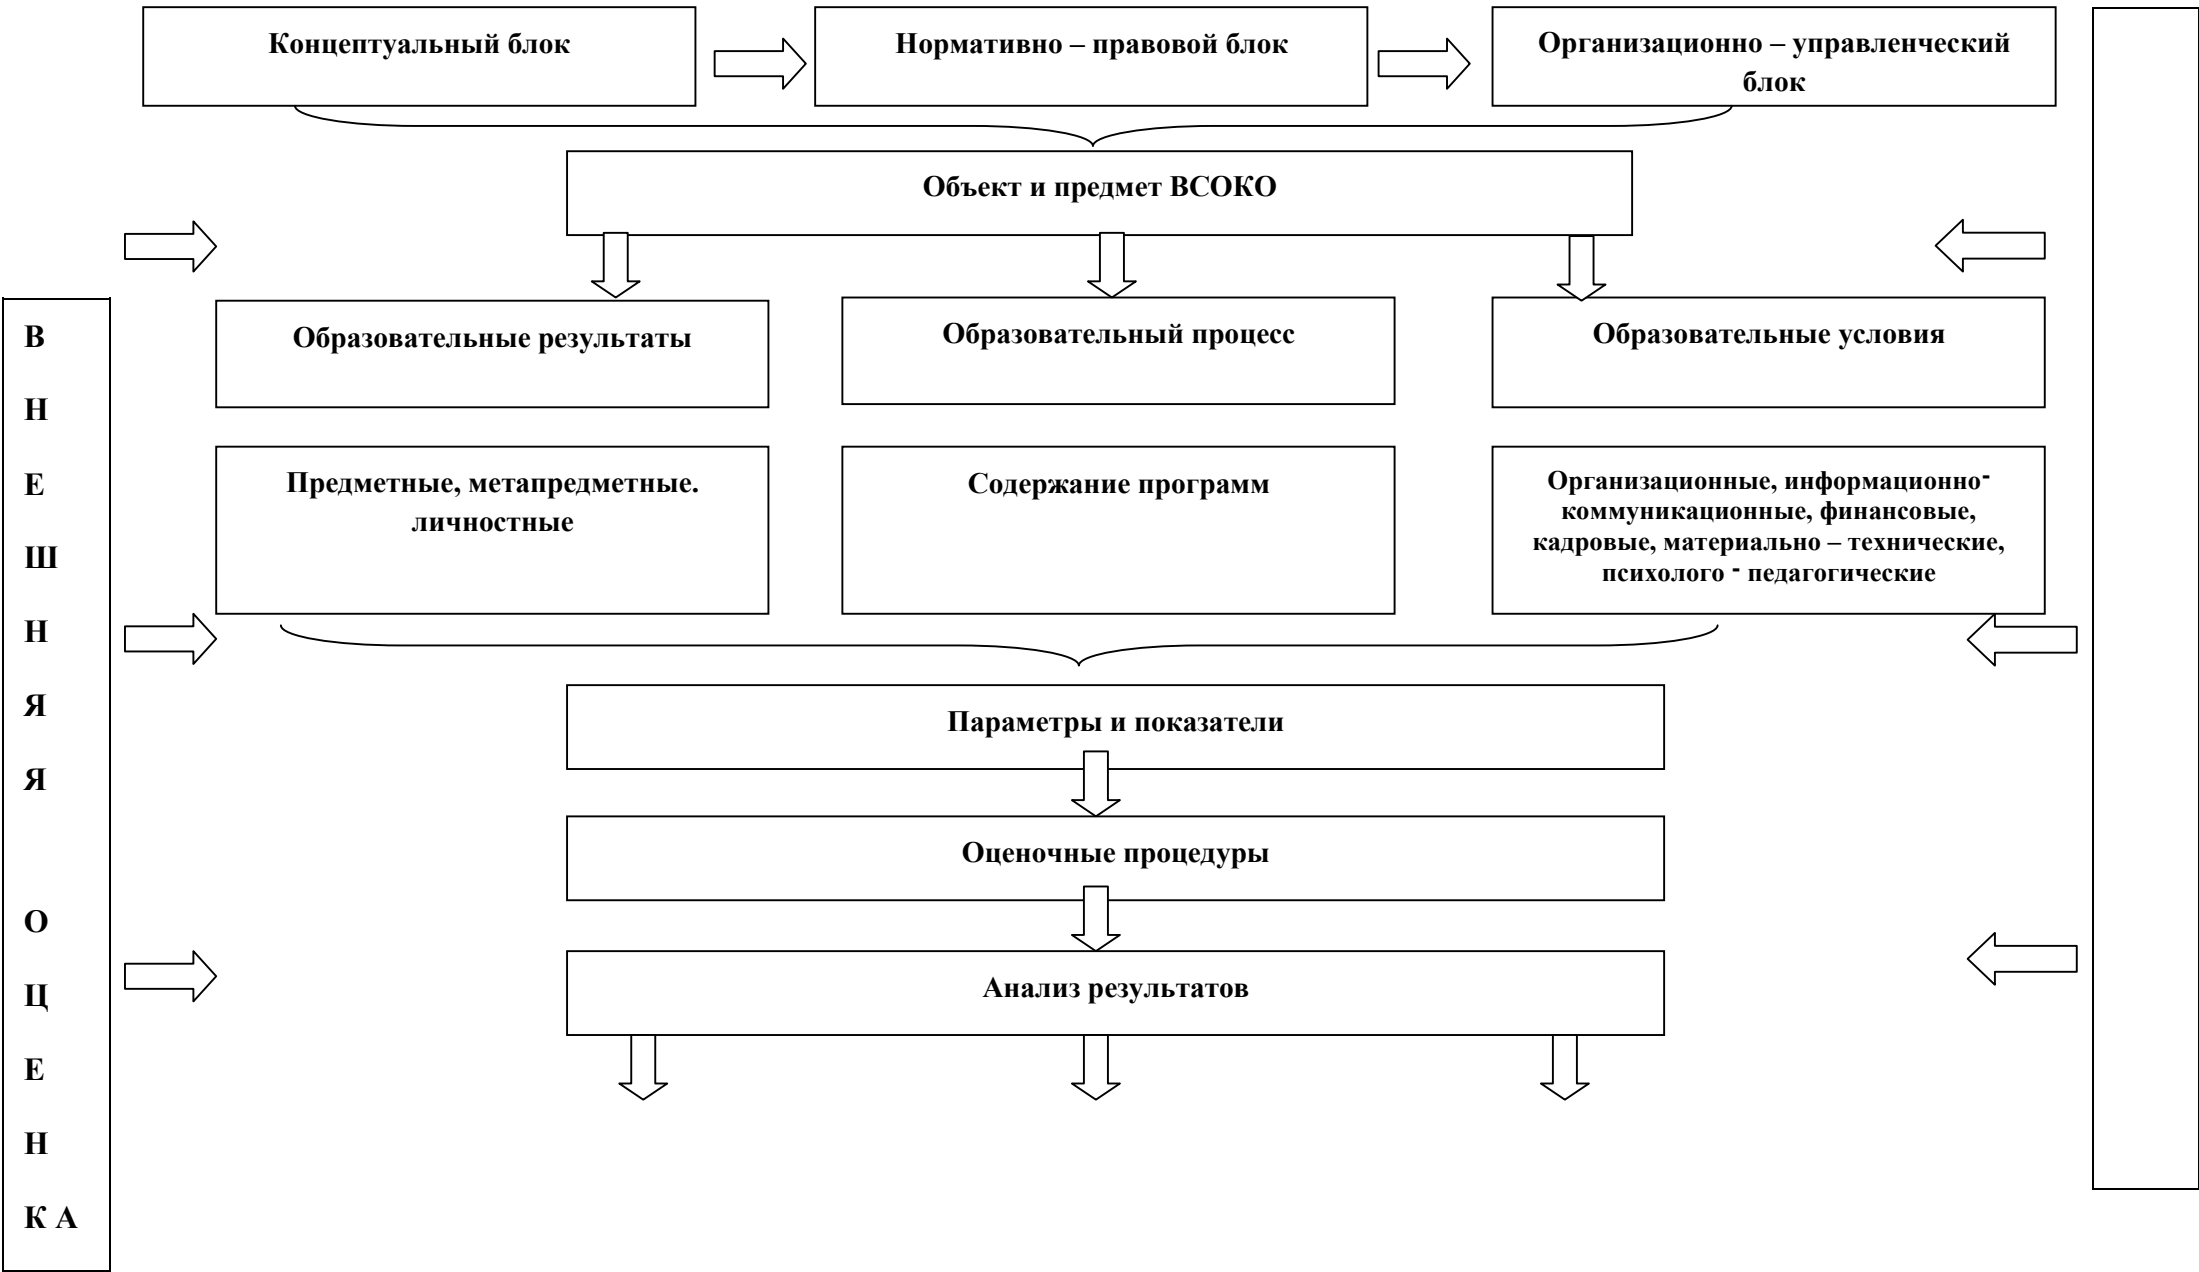 Концептуальный блок
Нормативно – правовой блок
Организационно – управленческий
блок
Объект и предмет ВСОКО
Образовательные результаты
Образовательный процесс
Образовательные условия
Предметные, метапредметные.
личностные
Содержание программ
Организационные, информационно-
коммуникационные, финансовые,
кадровые, материально – технические,
психолого - педагогические
Параметры и показатели
Оценочные процедуры
Анализ результатов
В
Н
Е
Ш
Н
Я
Я
О
Ц
Е
Н
К А